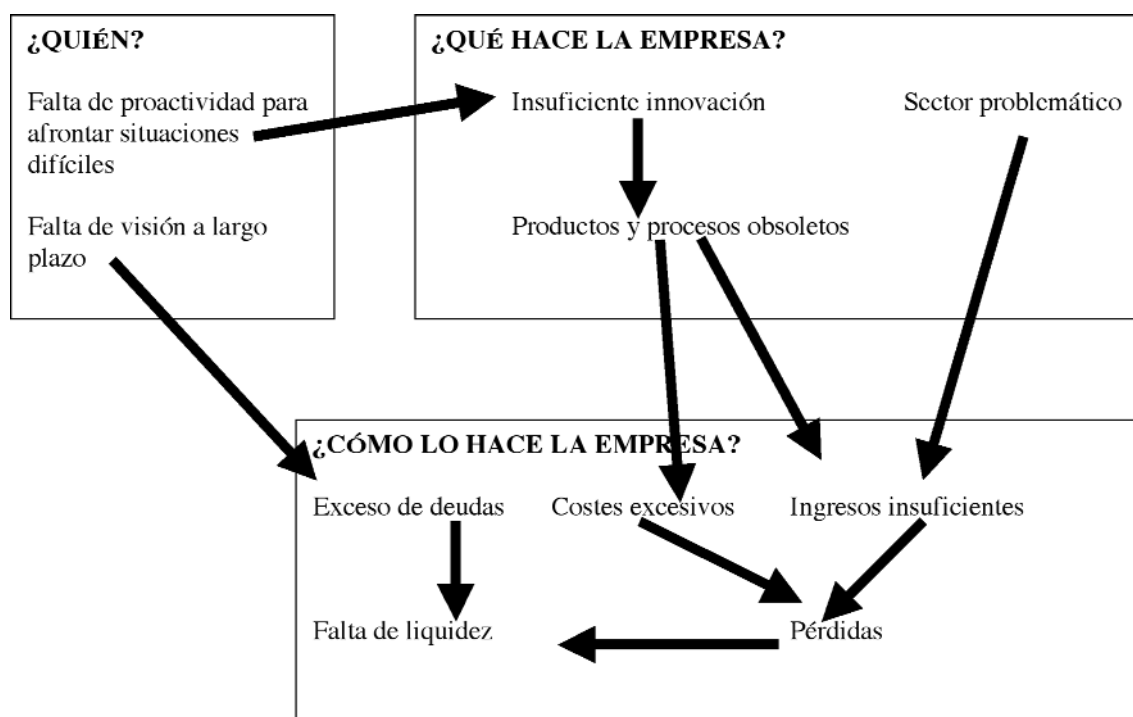 ¿QUIÉN?
Falta de proactividad para
afrontar situaciones
difíciles
Falta de visión a largo
plazo
¿QUÉ HACE LA EMPRESA?
Insuficiente innovación
Sector problemático
Productos y procesos obsoletos
¿CÓMO LO HACE LA EMPRESA?
Exceso de deudas
Costes excesivos
Ingresos insuficientes
Falta de liquidez
Pérdidas